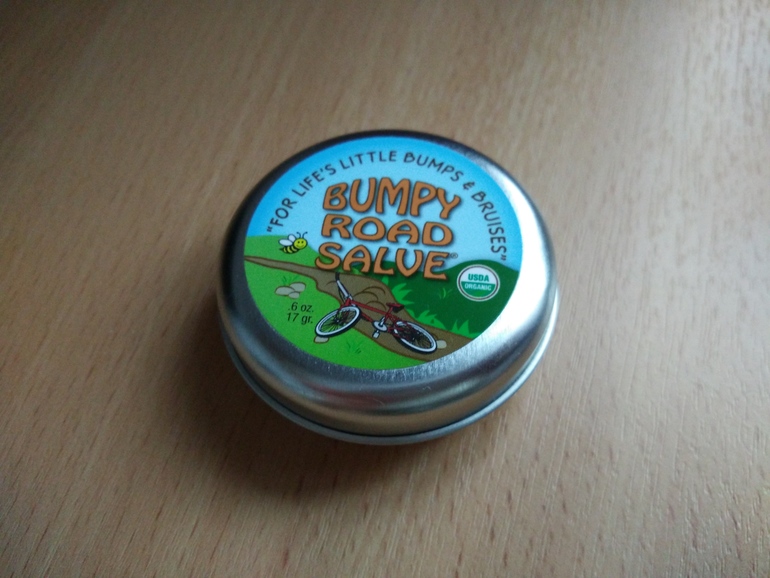 "FOR LIFE'S LITTLE BUMPS & BRUISES"
BUMPY
ROAD
SALVE
USDA
ORGANIC
.6 oz.
17 gr.